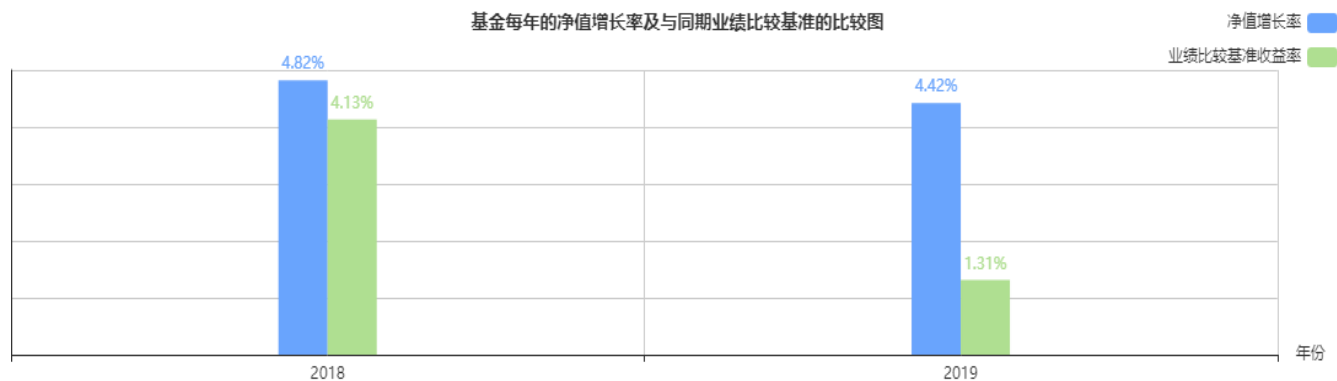 基金每年的净值增长率及与同期业绩比较基准的比较图
净值增长率
业绩比较基准收益率
4.82%
4.13%
4.42%
1.31%
年份
2018
2019